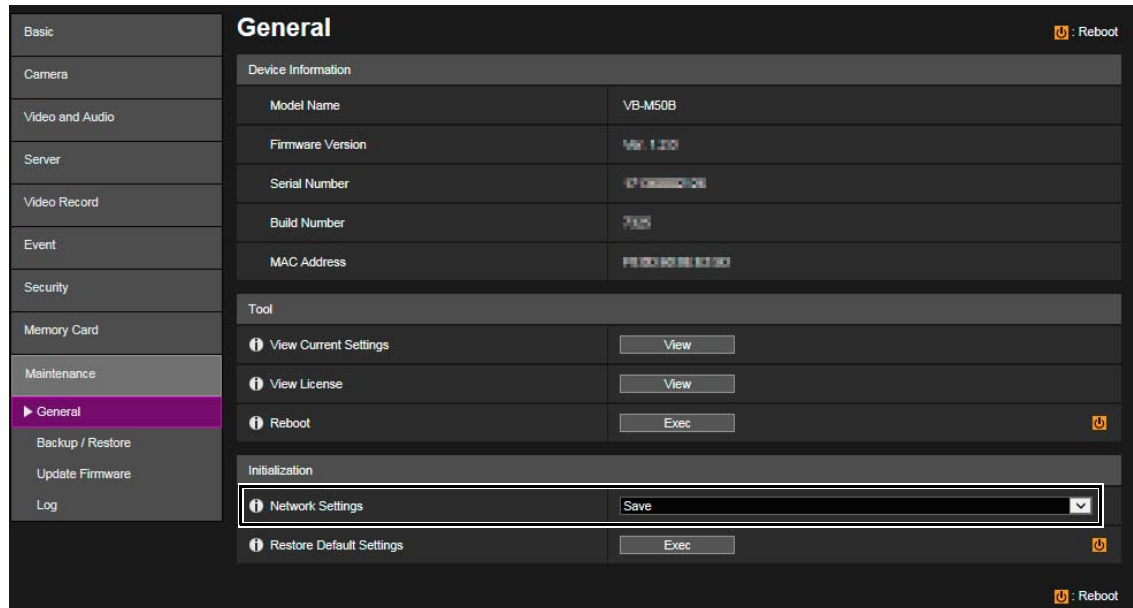 General
: Reboot
Basic
Camera
Video and Audio
Server
Video Record
Event
Security
Memory Card
Maintenance
General
Backup / Restore
Update Firmware
Log
Device Information
Model Name VB-M50B
Firmware Version
Serial Number
Build Number
MAC Address
Tool
View Current Settings View
View License View
Reboot Exec
Initialization
Network Settings Save
Restore Default Settings Exec
: Reboot